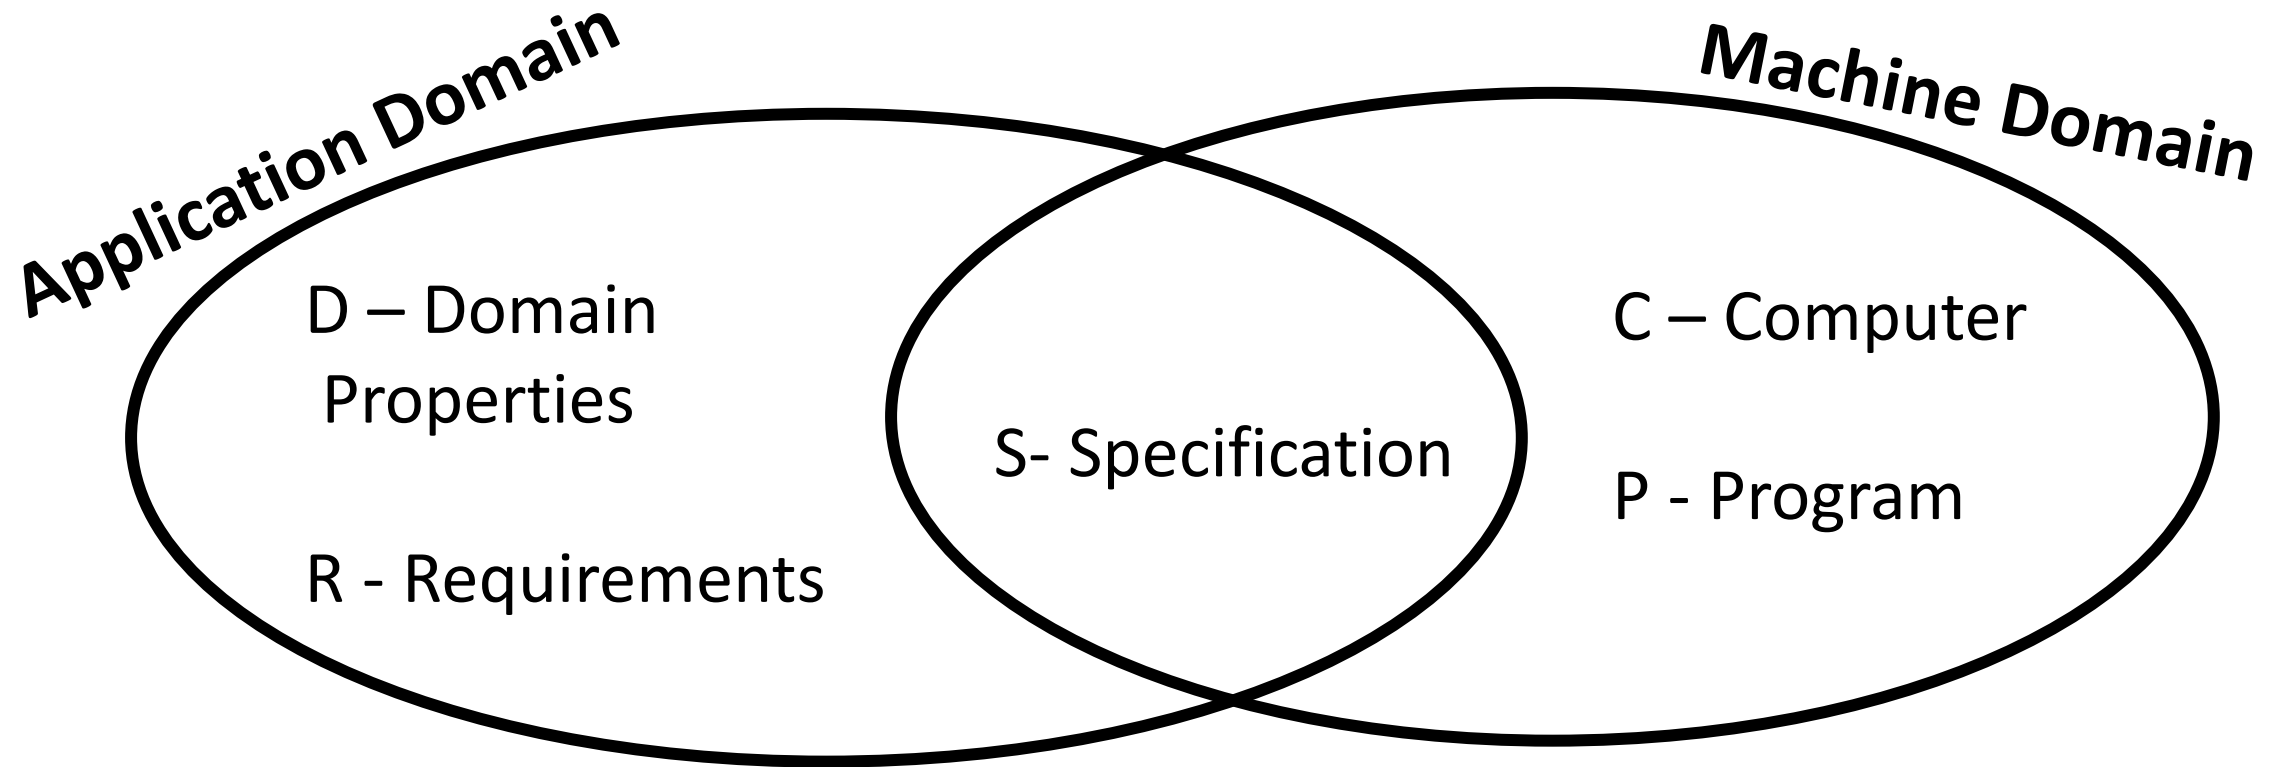 Application Domain
Machine Domain
D – Domain
Properties
R - Requirements
S- Specification
C – Computer
P - Program